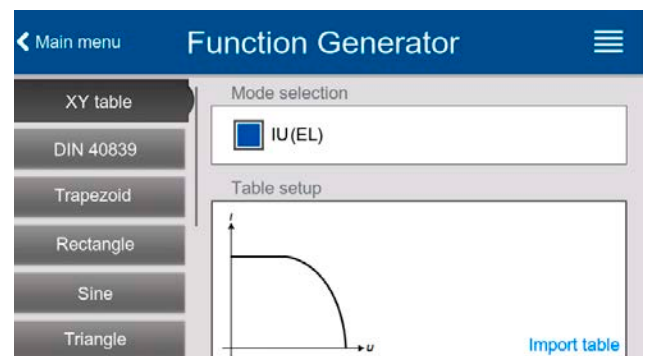 Main menu
Function Generator
XY table
DIN 40839
Trapezoid
Rectangle
Sine
Triangle
Mode selection
IU(EL)
Table setup
I
U
Import table